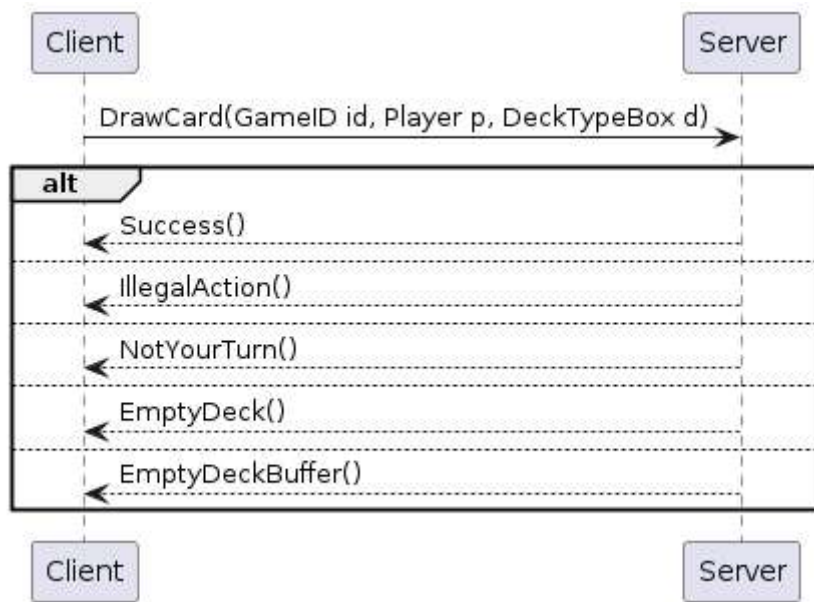 Client Server
DrawCard(GameID id, Player p, DeckTypeBox d)
alt
Success()
IllegalAction()
NotYourTurn()
EmptyDeck()
EmptyDeckBuffer()
Client Server